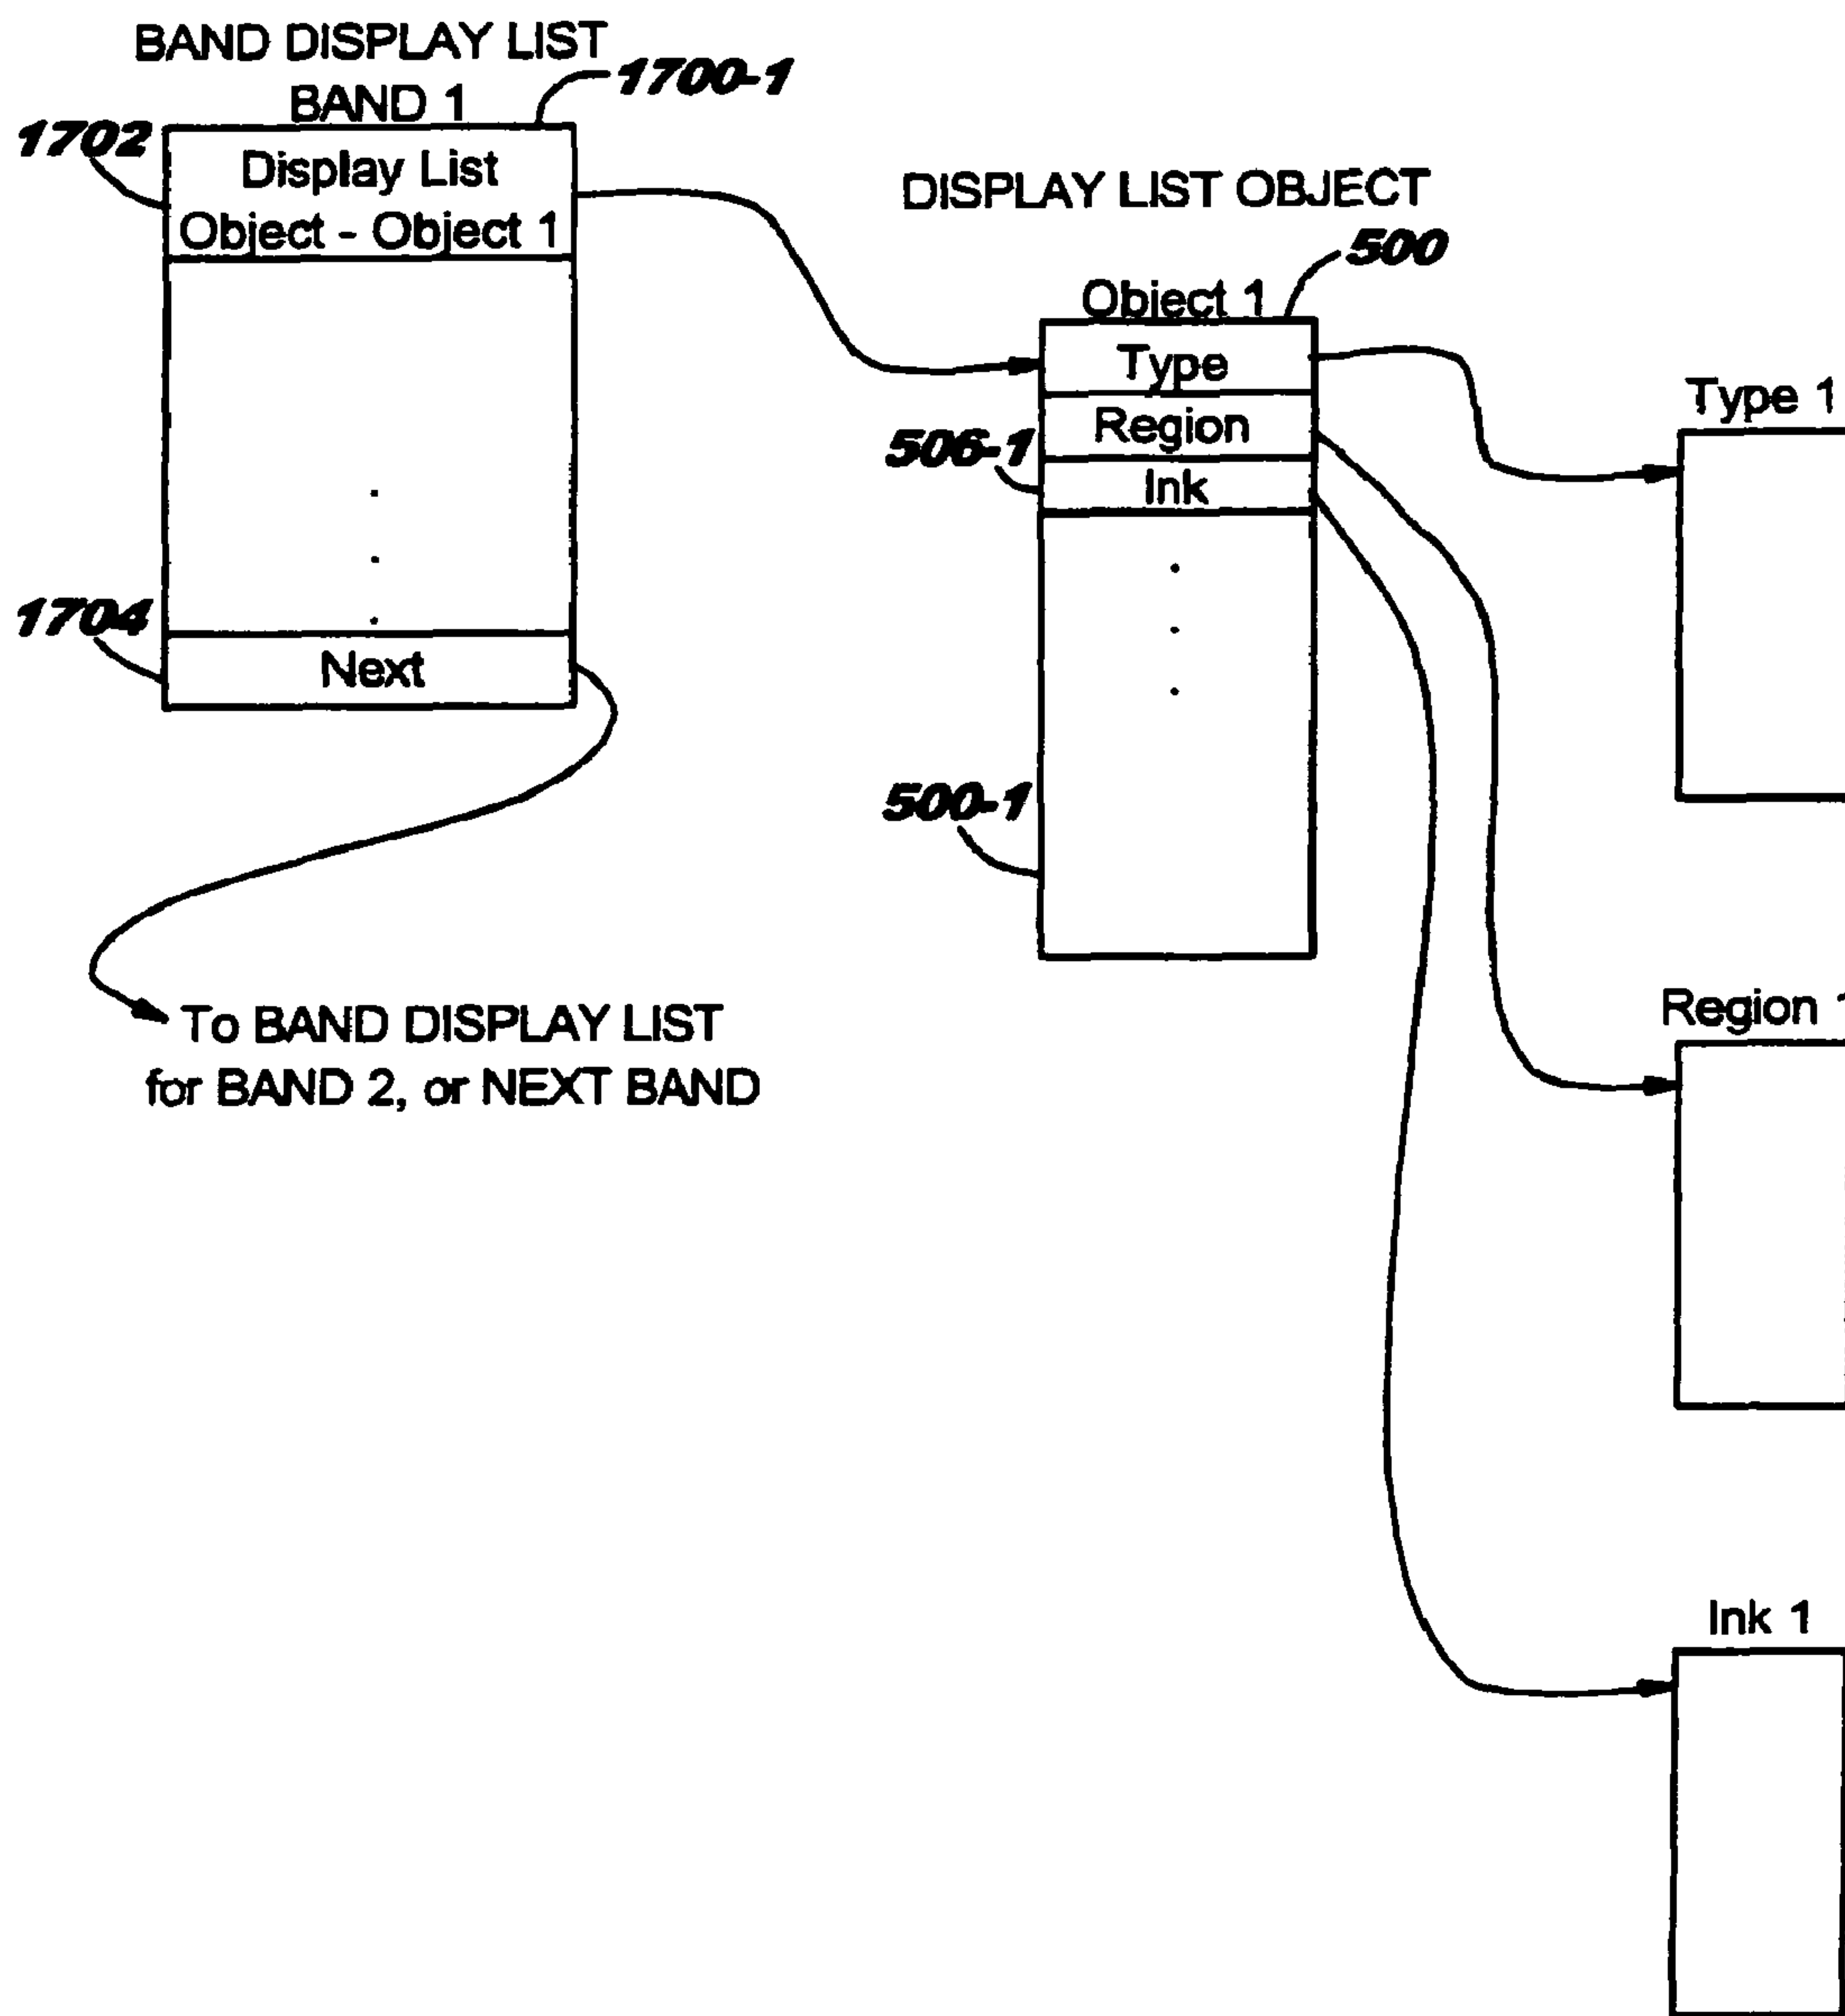 BAND DISPLAY LIST
BAND 1
1700-1
1702
Display List
Object - Object 1
1704
Next
To BAND DISPLAY LIST
for BAND 2, or NEXT BAND
DISPLAY LIST OBJECT
500
Object 1
Type
Region
506-1
Ink
500-1
Type 1
Region 1
Ink 1